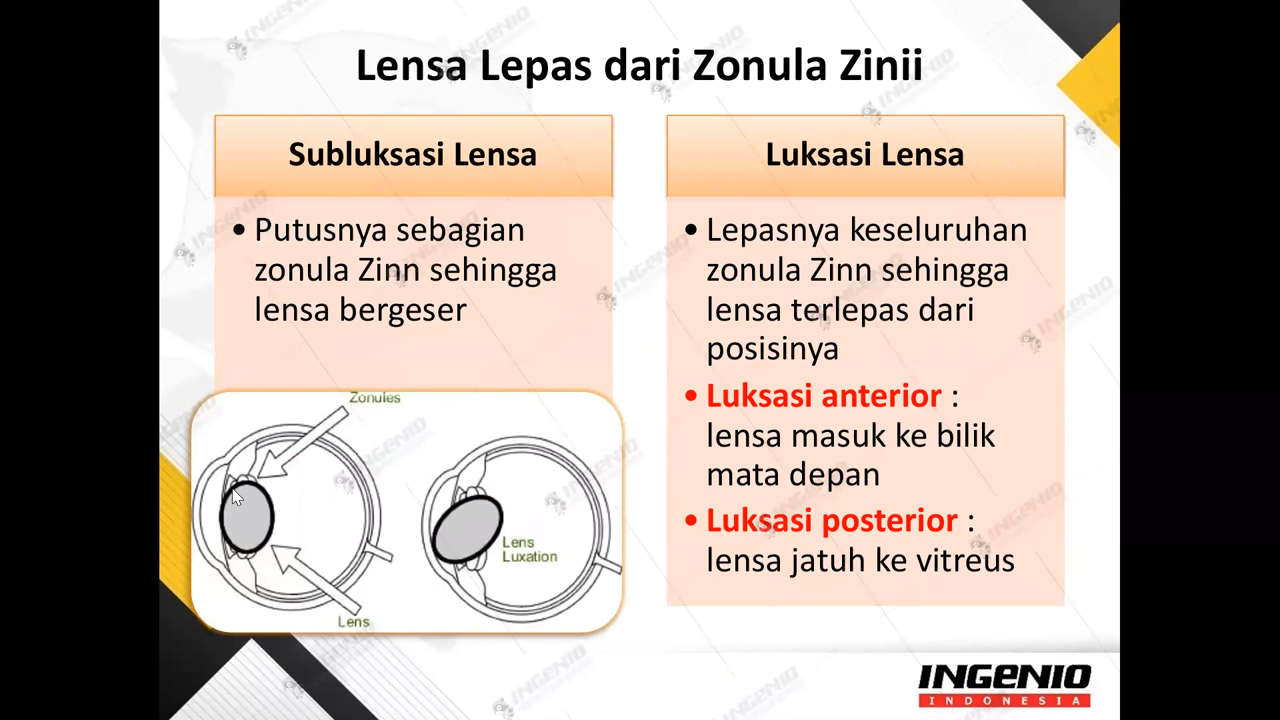 Lensa Lepas dari Zonula Zinii
Subluksasi Lensa
• Putusnya sebagian
zonula Zinn sehingga
lensa bergeser
Zonules
Lens
Lens
Luxation
Luksasi Lensa
• Lepasnya keseluruhan
zonula Zinn sehingga
lensa terlepas dari
posisinya
• Luksasi anterior :
lensa masuk ke bilik
mata depan
• Luksasi posterior :
lensa jatuh ke vitreus
INGENIO
INDONESIA